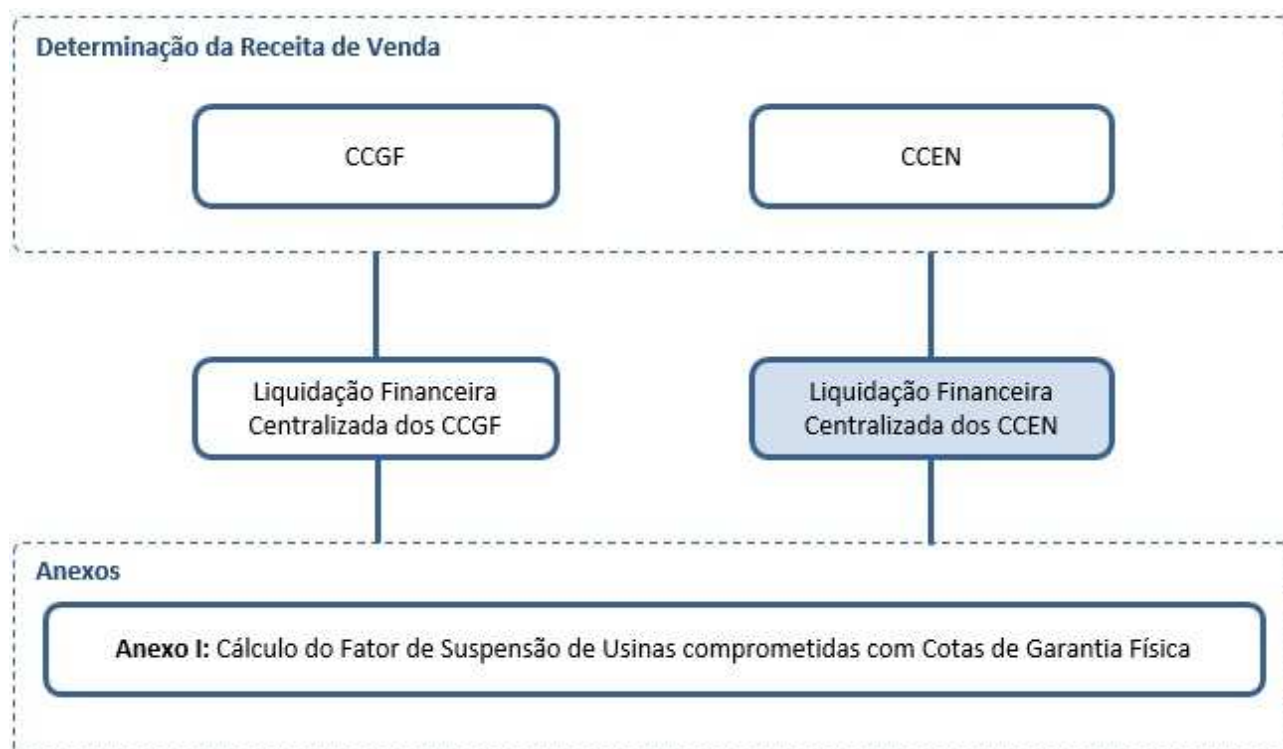 Determinação da Receita de Venda
CCGF
CCEN
Liquidação Financeira
Centralizada dos CCGF
Liquidação Financeira
Centralizada dos CCEN
Anexos
Anexo I: Cálculo do Fator de Suspensão de Usinas comprometidas com Cotas de Garantia Física